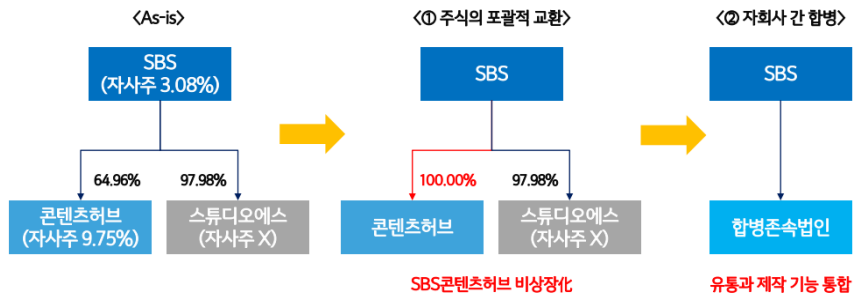 <As-is>
<① 주식의 포괄적 교환>
<② 자회사 간 합병>
SBS
(자사주 3.08%)
SBS
SBS
64.96%
97.98%
100.00%
97.98%
콘텐츠허브
(자사주 9.75%)
스튜디오에스
(자사주 X)
콘텐츠허브
스튜디오에스
(자사주 X)
합병존속법인
SBS콘텐츠허브 비상장化
유통과 제작 기능 통합